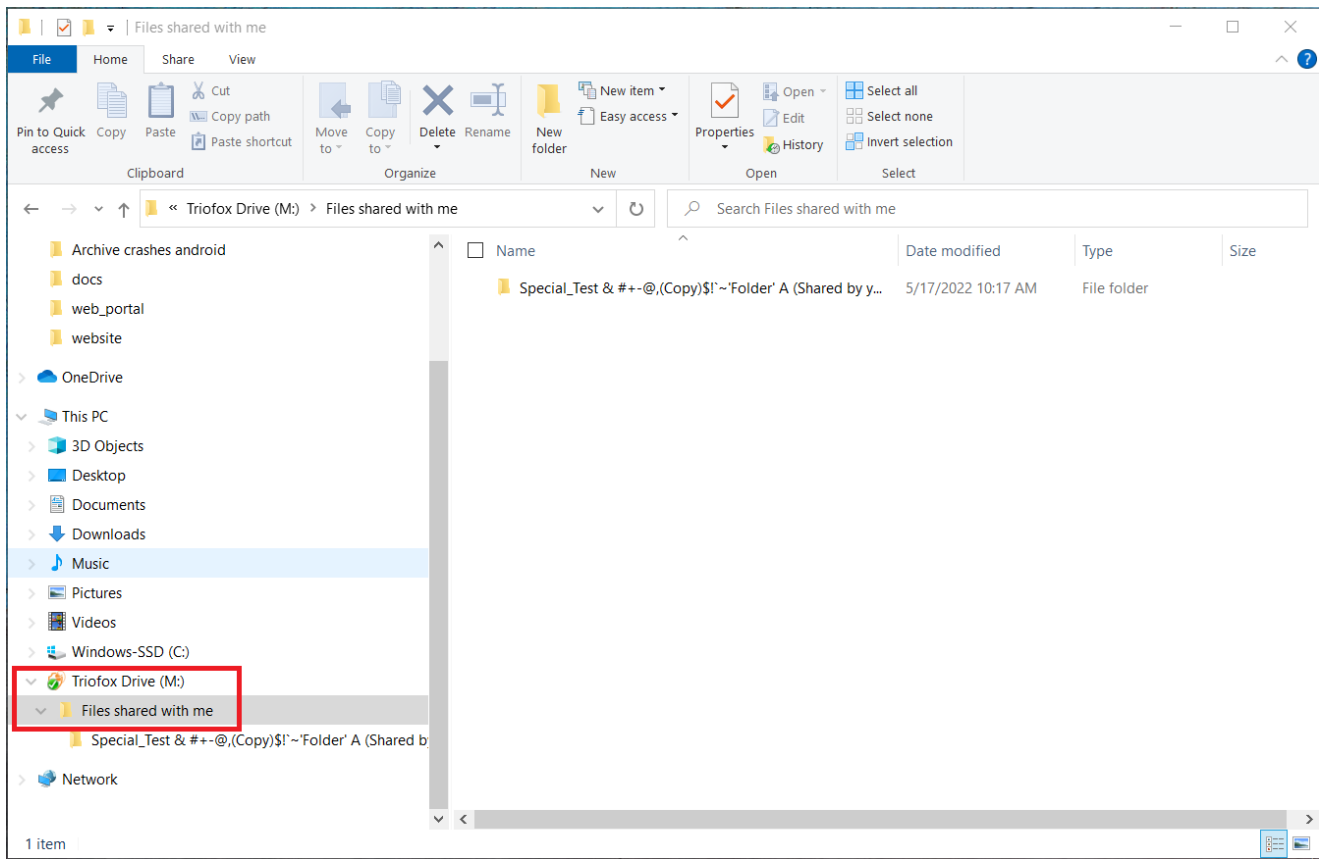 Files shared with me
File Home Share View
Pin to Quick access
Copy
Paste
Cut
Copy path
Paste shortcut
Clipboard
Move to
Copy to
Delete
Rename
Organize
New folder
New item
Easy access
New
Properties
Open
Edit
History
Open
Select all
Select none
Invert selection
Select
« Triofox Drive (M:) > Files shared with me
Search Files shared with me
Archive crashes android
docs
web_portal
website
OneDrive
This PC
3D Objects
Desktop
Documents
Downloads
Music
Pictures
Videos
Windows-SSD (C:)
Triofox Drive (M:)
Files shared with me
Special_Test & #+-@,(Copy)$!`~'Folder' A (Shared b
Network
Name Date modified Type Size
Special_Test & #+-@,(Copy)$!`~'Folder' A (Shared by y... 5/17/2022 10:17 AM File folder
1 item